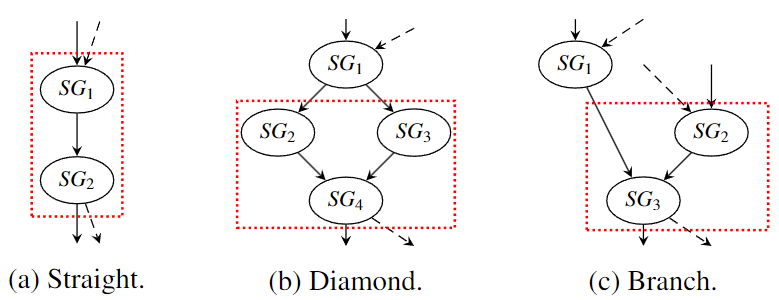 SG1
SG2
(a) Straight.
SG1
SG2 SG3
SG4
(b) Diamond.
SG1
SG2
SG3
(c) Branch.